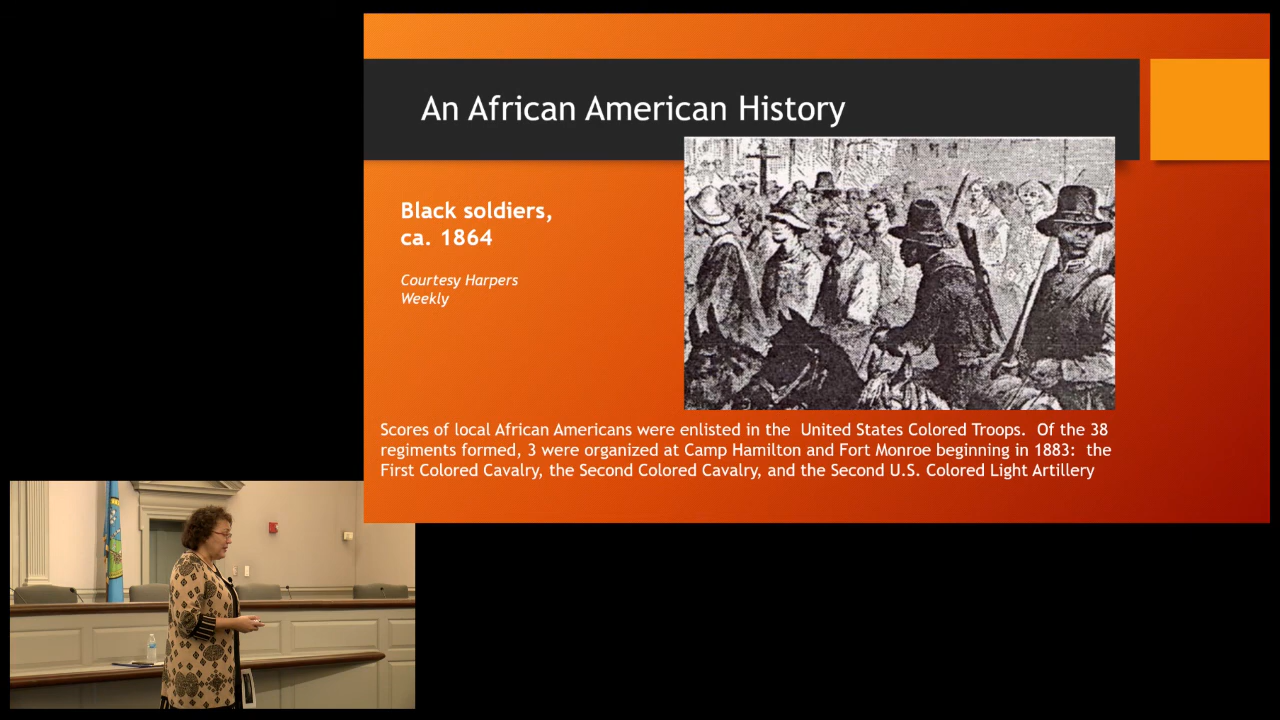 An African American History
Black soldiers,
ca. 1864
Courtesy Harpers
Weekly
Scores of local African Americans were enlisted in the  United States Colored Troops.  Of the 38
regiments formed, 3 were organized at Camp Hamilton and Fort Monroe beginning in 1883:  the
First Colored Cavalry, the Second Colored Cavalry, and the Second U.S. Colored Light Artillery